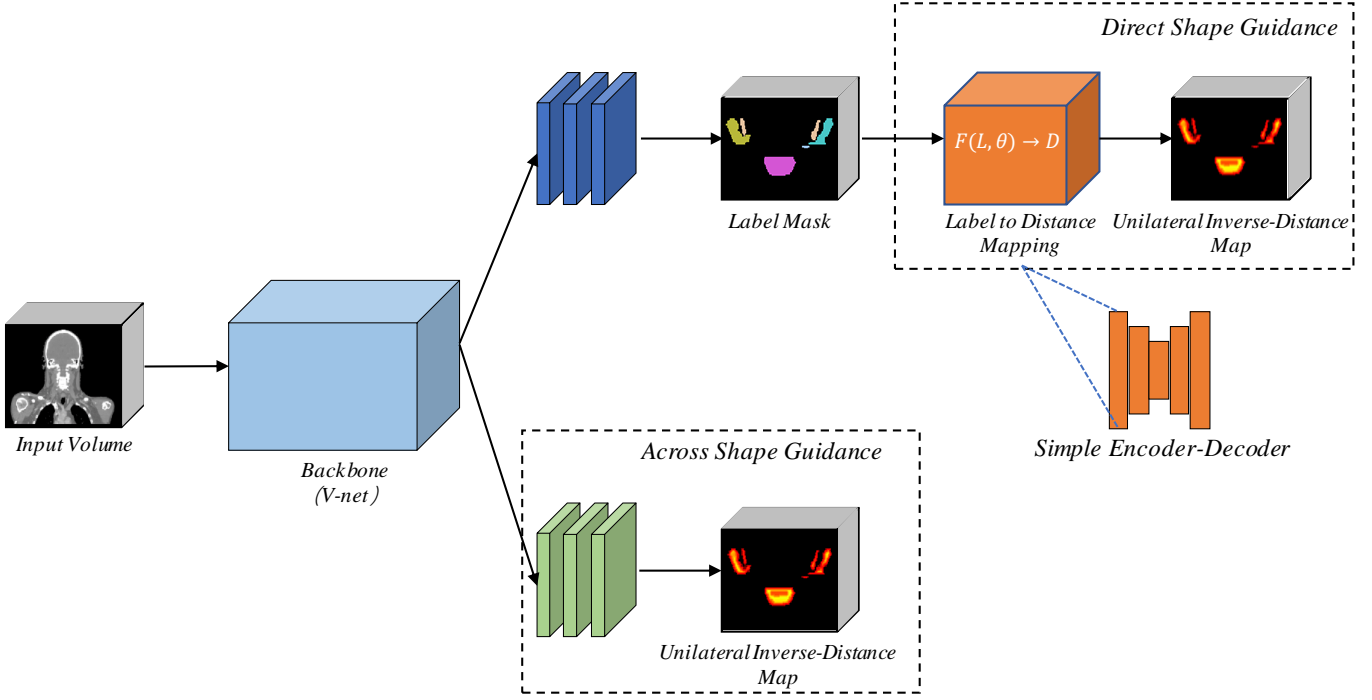 Direct Shape Guidance
F(L, θ) → D
Label Mask
Label to Distance
Mapping
Unilateral Inverse-Distance
Map
Input Volume
Backbone
(V-net)
Simple Encoder-Decoder
Across Shape Guidance
Unilateral Inverse-Distance
Map